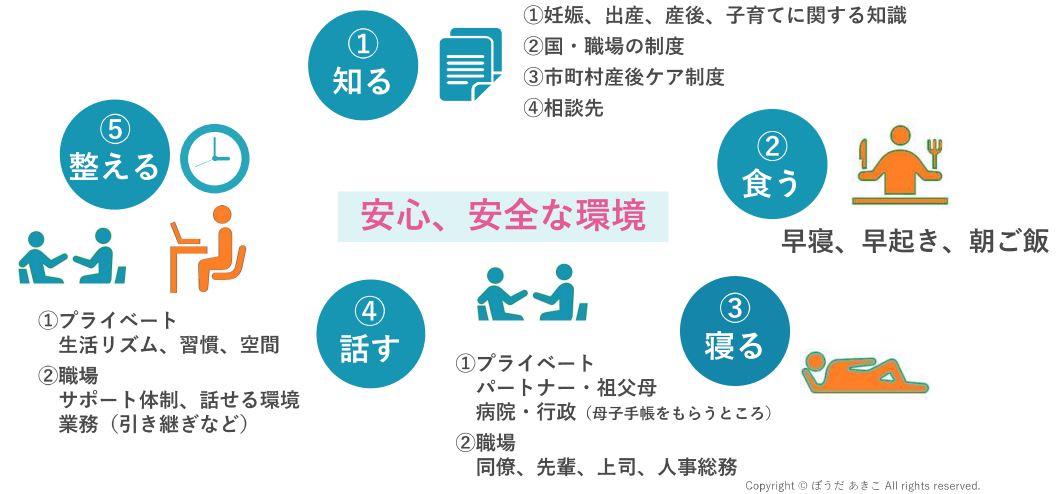 ①
知る
①妊娠、出産、産後、子育てに関する知識
②国・職場の制度
③市町村産後ケア制度
④相談先
②
食う
早寝、早起き、朝ご飯
安心、安全な環境
③
寝る
④
話す
①プライベート
パートナー・祖父母
病院・行政（母子手帳をもらうところ）
②職場
同僚、先輩、上司、人事総務
⑤
整える
①プライベート
生活リズム、習慣、空間
②職場
サポート体制、話せる環境
業務（引き継ぎなど）
Copyright © ぼうだ あきこ All rights reserved.